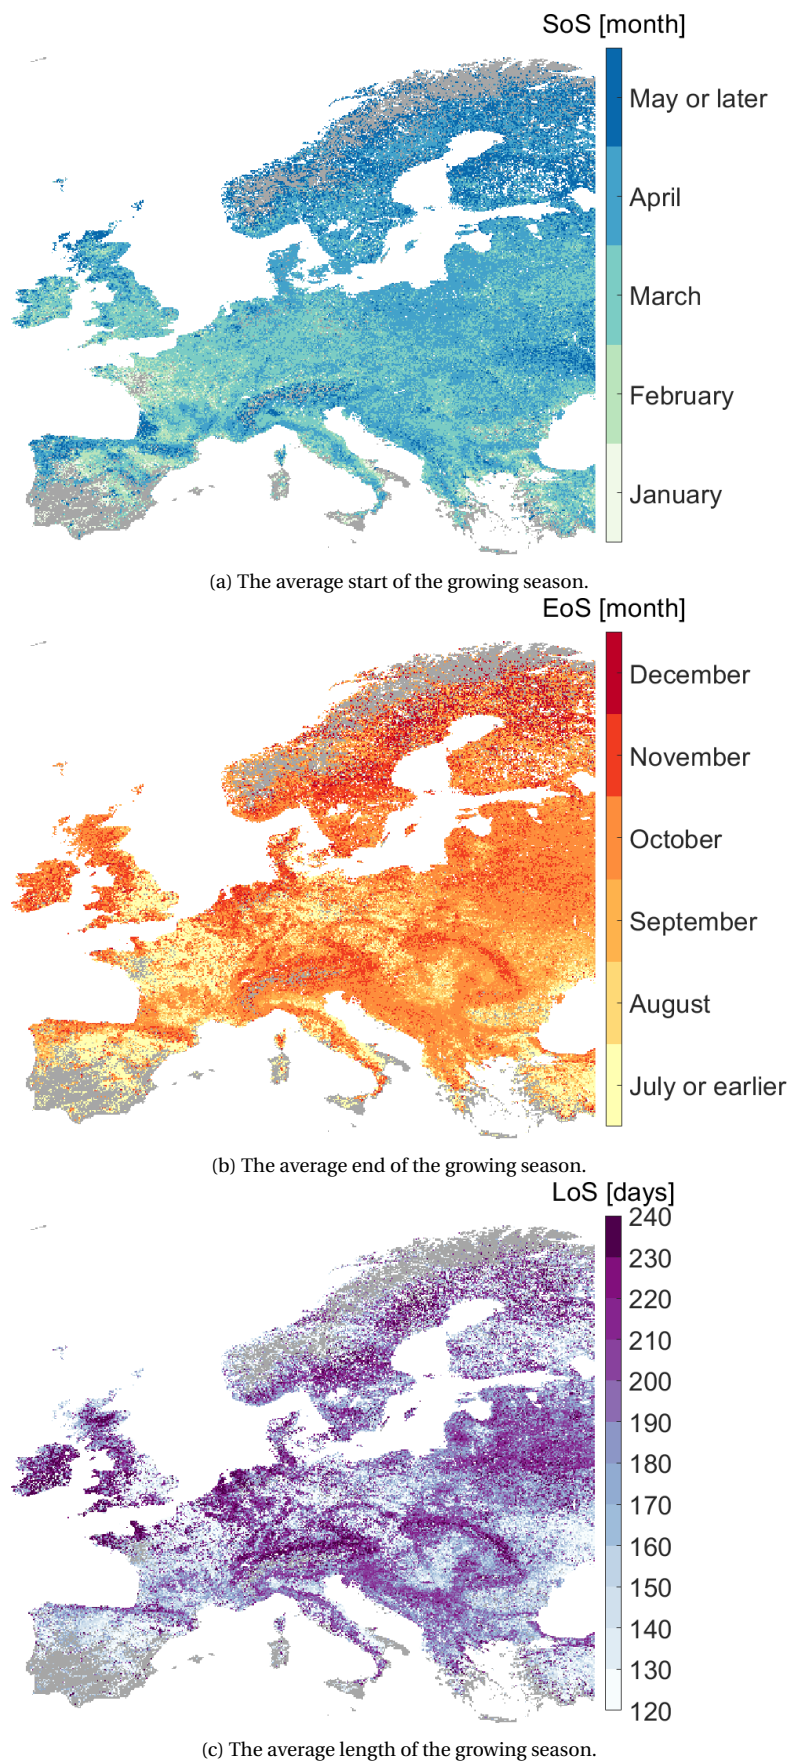 SoS [month]
May or later
April
March
February
January
(a) The average start of the growing season.
EoS [month]
December
November
October
September
August
July or earlier
(b) The average end of the growing season.
LoS [days]
240
230
220
210
200
190
180
170
160
150
140
130
120
(c) The average length of the growing season.